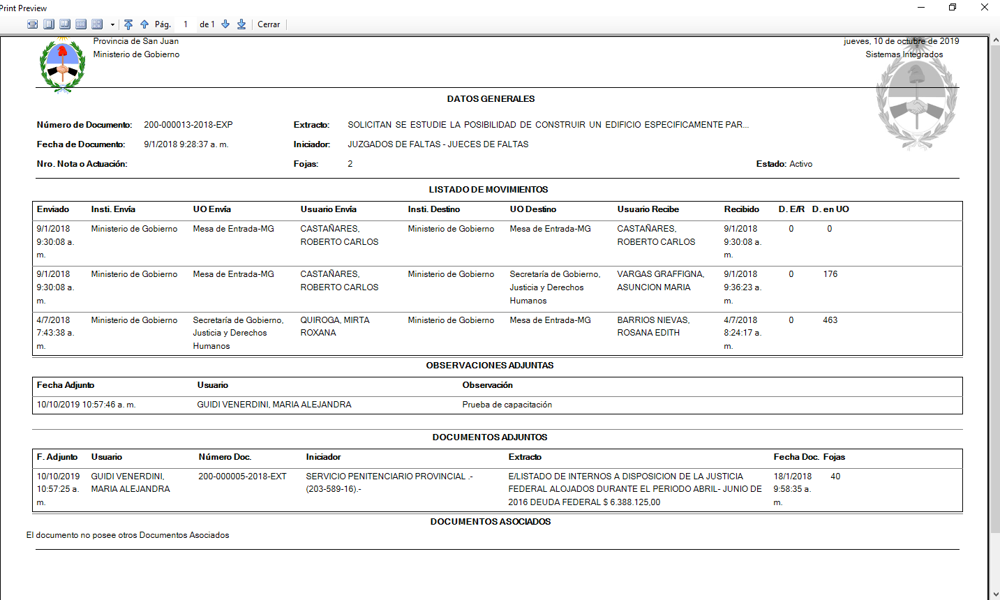 Print Preview
Pág. 1 de 1 Cerrar
Provincia de San Juan
Ministerio de Gobierno
jueves, 10 de octubre de 2019
Sistemas Integrados
DATOS GENERALES
Número de Documento: 200-000013-2018-EXP Extracto: SOLICITAN SE ESTUDIE LA POSIBILIDAD DE CONSTRUIR UN EDIFICIO ESPECIFICAMENTE PAR...
Fecha de Documento: 9/1/2018 9:28:37 a. m. Iniciador: JUZGADOS DE FALTAS - JUECES DE FALTAS
Nro. Nota o Actuación: Fojas: 2 Estado: Activo
LISTADO DE MOVIMIENTOS
Enviado Insti. Envía UO Envía Usuario Envía Insti. Destino UO Destino Usuario Recibe Recibido D. E/R D. en UO
9/1/2018 Ministerio de Gobierno Mesa de Entrada-MG CASTAÑARES, Ministerio de Gobierno Mesa de Entrada-MG CASTAÑARES, 9/1/2018 0 0
9:30:08 a. ROBERTO CARLOS ROBERTO CARLOS 9:30:08 a.
m. m.
9/1/2018 Ministerio de Gobierno Mesa de Entrada-MG CASTAÑARES, Ministerio de Gobierno Secretaría de Gobierno, VARGAS GRAFFIGNA, 9/1/2018 0 176
9:30:08 a. ROBERTO CARLOS Justicia y Derechos ASUNCION MARIA 9:36:23 a.
m. Humanos m.
4/7/2018 Ministerio de Gobierno Secretaría de Gobierno, QUIROGA, MIRTA Ministerio de Gobierno Mesa de Entrada-MG BARRIOS NIEVAS, 4/7/2018 0 463
7:43:38 a. Justicia y Derechos ROXANA ROSANA EDITH 8:24:17 a.
m. Humanos m.
OBSERVACIONES ADJUNTAS
Fecha Adjunto Usuario Observación
10/10/2019 10:57:46 a. m. GUIDI VENERDINI, MARIA ALEJANDRA Prueba de capacitación
DOCUMENTOS ADJUNTOS
F. Adjunto Usuario Número Doc. Iniciador Extracto Fecha Doc. Fojas
10/10/2019 GUIDI VENERDINI, 200-000005-2018-EXT SERVICIO PENITENCIARIO PROVINCIAL .- E/LISTADO DE INTERNOS A DISPOSICION DE LA JUSTICIA 18/1/2018 40
10:57:25 a. MARIA ALEJANDRA (203-589-16).- FEDERAL ALOJADOS DURANTE EL PERIODO ABRIL- JUNIO DE 9:58:35 a.
m. 2016 DEUDA FEDERAL $ 6.388.125,00 m.
DOCUMENTOS ASOCIADOS
El documento no posee otros Documentos Asociados